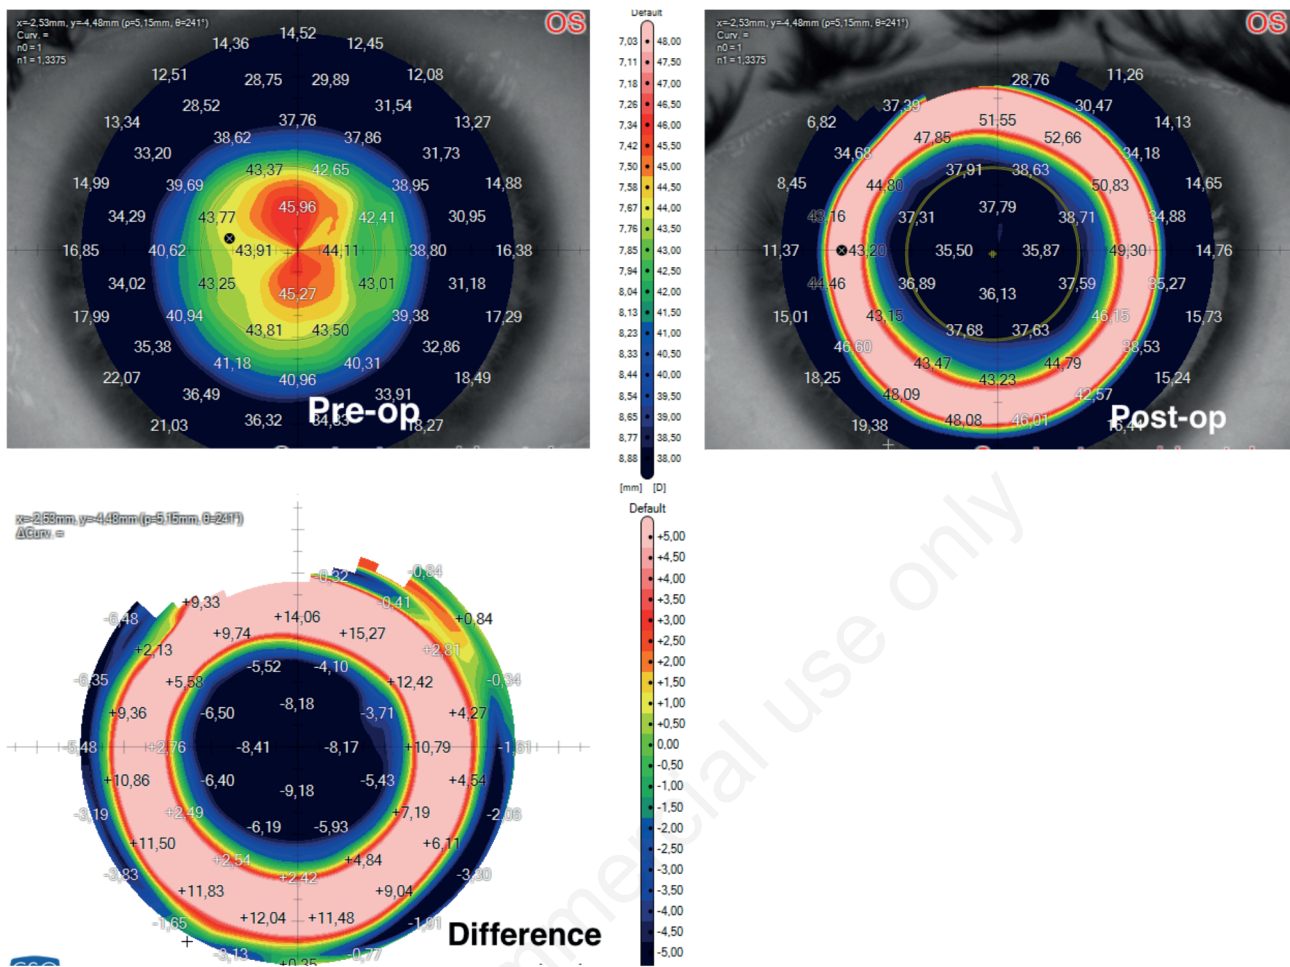 x=-2,53mm, y=-4,48mm (ρ=5,15mm, θ=241°)
Curv. =
n0 = 1
n1 = 1,3375
OS
14,52
14,36 12,45
12,51 28,75 29,89 12,08
28,52 31,54
13,34 37,76 13,27
38,62 37,86
33,20 31,73
43,37 42,65
14,99 39,69 38,95 14,88
45,96
34,29 43,77 42,41 30,95
16,85 40,62 43,91 44,11 38,80 16,38
34,02 43,25 43,01 31,18
45,27
17,99 40,94 39,38 17,29
43,81 43,50
35,38 32,86
41,18 40,31
22,07 40,96 18,49
36,49 33,91
36,32
21,03 18,27
Pre-op
Default
7,03 48,00
7,11 47,50
7,18 47,00
7,26 46,50
7,34 46,00
7,42 45,50
7,50 45,00
7,58 44,50
7,67 44,00
7,76 43,50
7,85 43,00
7,94 42,50
8,04 42,00
8,13 41,50
8,23 41,00
8,33 40,50
8,44 40,00
8,54 39,50
8,65 39,00
8,77 38,50
8,88 38,00
[mm] [D]
x=-2,53mm, y=-4,48mm (ρ=5,15mm, θ=241°)
Curv. =
n0 = 1
n1 = 1,3375
OS
28,76 11,26
37,39 30,47
6,82 51,55 14,13
47,85 52,66
34,68 34,18
37,91 38,63
8,45 44,80 50,83 14,65
37,79
43,16 37,31 38,71 34,88
11,37 43,20 35,50 35,87 49,30 14,76
44,46 36,89 37,59 35,27
36,13
15,01 43,15 46,15 15,73
37,68 37,63
46,60 38,53
43,47 44,79
18,25 43,23 15,24
48,09 42,57
48,08 46,01
19,38
Post-op
x=-2,53mm, y=-4,48mm (ρ=5,15mm, θ=241°)
ΔCurv. =
-0,32 -0,84
+9,33 -0,41
-6,48 +14,06 +0,84
+9,74 +15,27
+2,13 +2,81
-5,52 -4,10
-6,35 +5,58 +12,42 -0,34
-8,18
+9,36 -6,50 -3,71 +4,27
-5,48 +2,76 -8,41 -8,17 +10,79 -1,61
+10,86 -6,40 -5,43 +4,54
-9,18
-3,19 +2,49 +7,19 -2,06
-6,19 -5,93
+11,50 +6,11
+2,54 +4,84
-3,83 +2,42 -3,30
+11,83 +9,04
+12,04 +11,48
-1,65 -1,91
-3,13 -0,77
+0,35
Difference
CSO
Default
+5,00
+4,50
+4,00
+3,50
+3,00
+2,50
+2,00
+1,50
+1,00
+0,50
0,00
-0,50
-1,00
-1,50
-2,00
-2,50
-3,00
-3,50
-4,00
-4,50
-5,00
mmercial use only